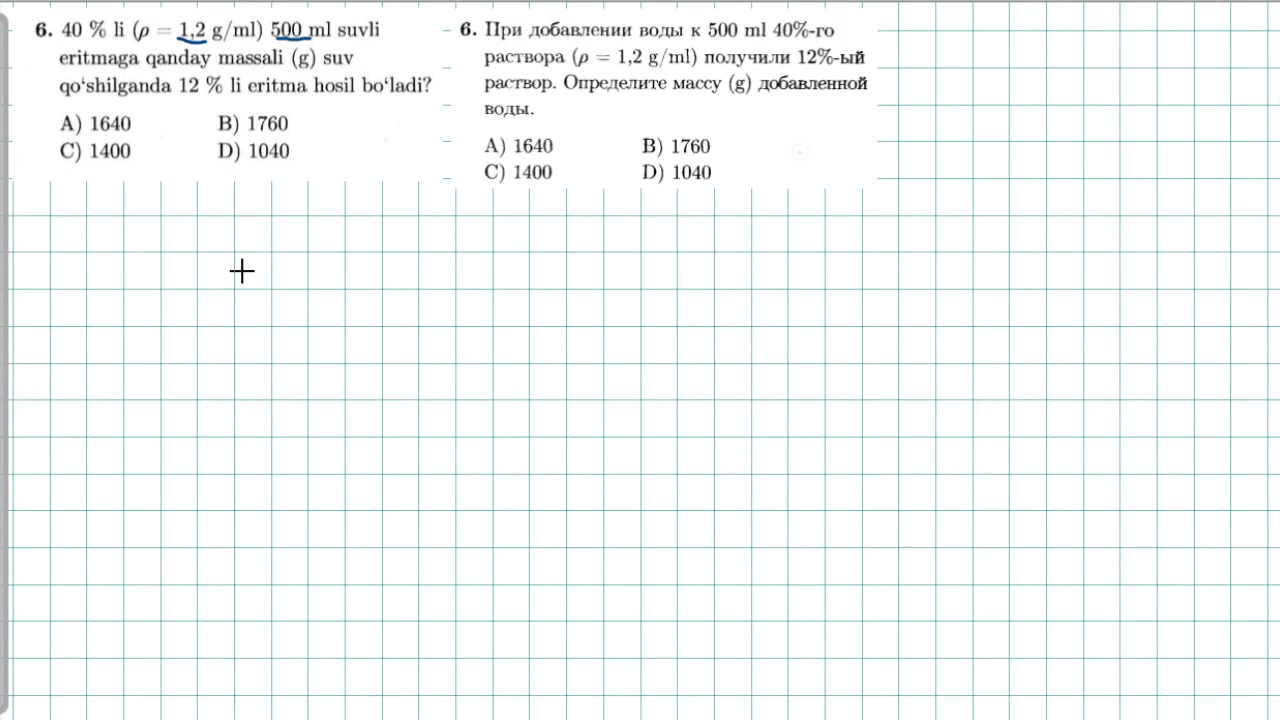 6. 40 % li (ρ = 1,2 g/ml) 500 ml suvli
eritmaga qanday massali (g) suv
qo‘shilganda 12 % li eritma hosil bo‘ladi?
A) 1640 B) 1760
C) 1400 D) 1040
6. При добавлении воды к 500 ml 40%-го
раствора (ρ = 1,2 g/ml) получили 12%-ый
раствор. Определите массу (g) добавленной
воды.
A) 1640 B) 1760
C) 1400 D) 1040